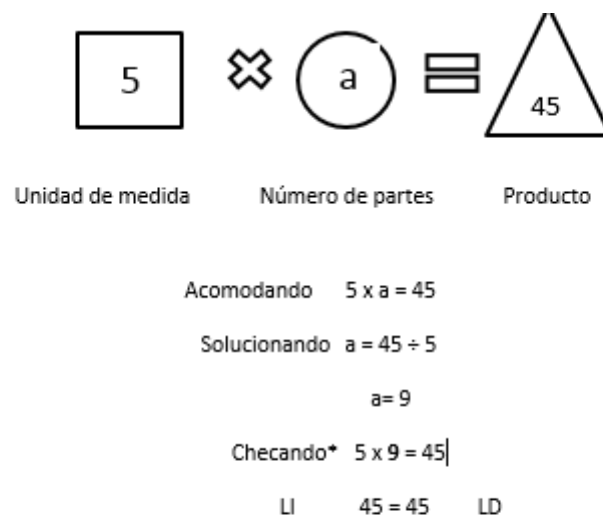 5 × a = 45
Unidad de medida Número de partes Producto
Acomodando 5 x a = 45
Solucionando a = 45 ÷ 5
a= 9
Checando* 5 x 9 = 45
LI 45 = 45 LD